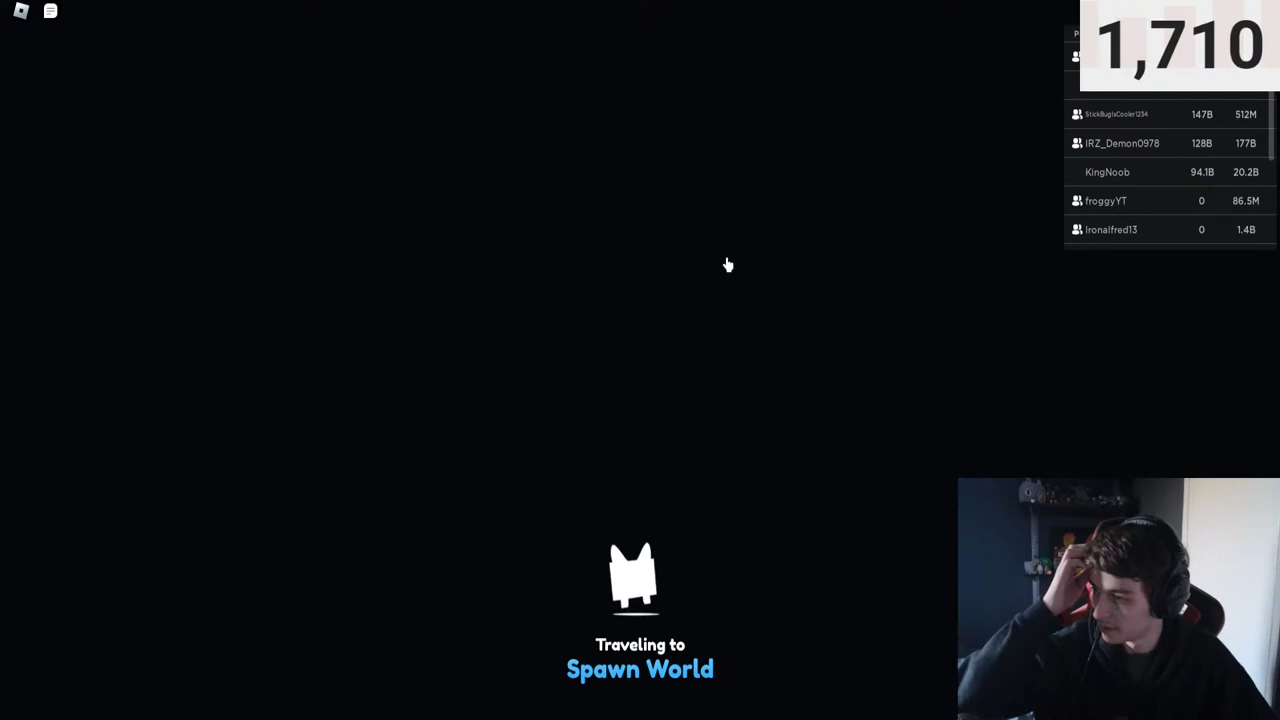 1,710
P
StickBugIsCooler1234 147B 512M
IRZ_Demon0978 128B 177B
KingNoob 94.1B 20.2B
froggyYT 0 86.5M
Ironalfred13 0 1.4B
Traveling to
Spawn World